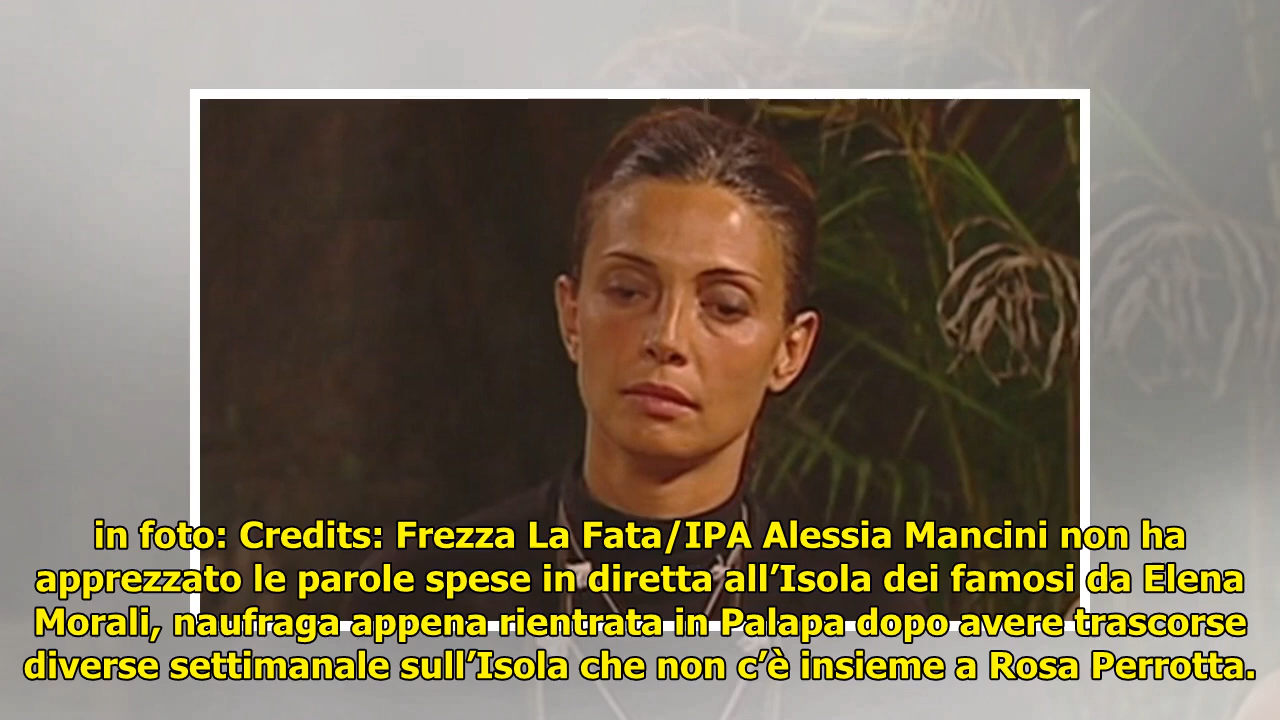 in foto: Credits: Frezza La Fata/IPA Alessia Mancini non ha
apprezzato le parole spese in diretta all’Isola dei famosi da Elena
Morali, naufraga appena rientrata in Palapa dopo avere trascorse
diverse settimanale sull’Isola che non c’è insieme a Rosa Perrotta.